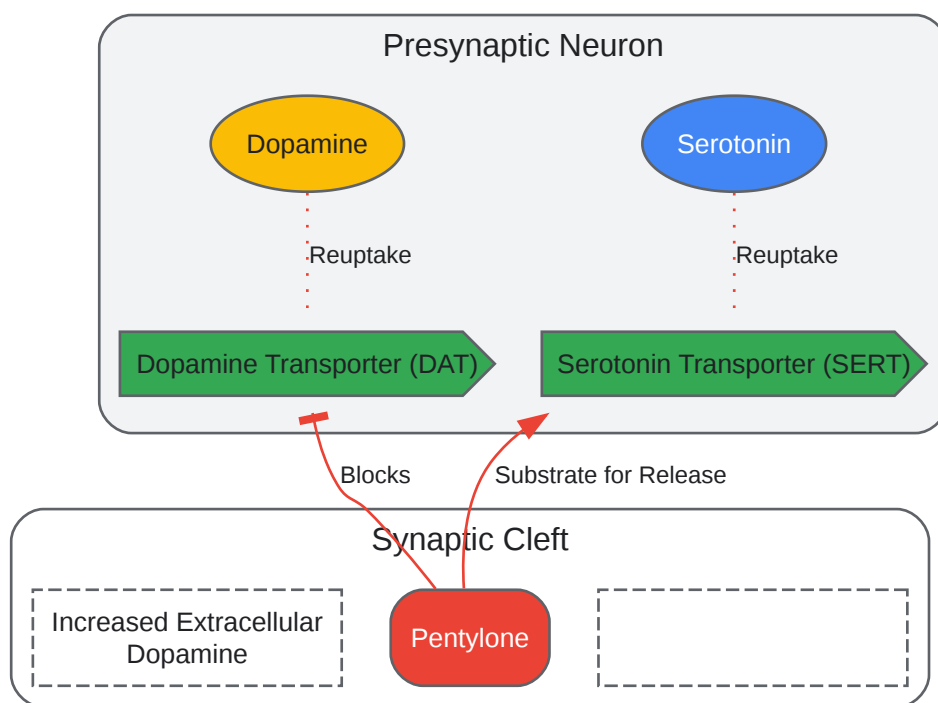 Presynaptic Neuron
Dopamine
Serotonin
Reuptake
Reuptake
Dopamine Transporter (DAT)
Serotonin Transporter (SERT)
Blocks
Substrate for Release
Synaptic Cleft
Increased Extracellular
Dopamine
Pentylone